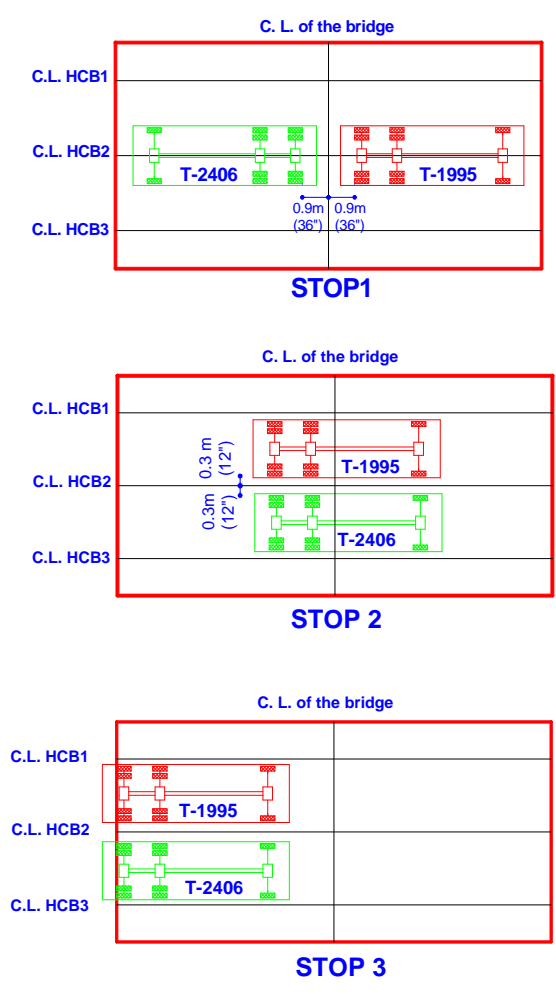 C. L. of the bridge
C.L. HCB1
C.L. HCB2
T-2406
T-1995
0.9m
(36")
0.9m
(36")
C.L. HCB3
STOP1
C. L. of the bridge
C.L. HCB1
0.3 m
(12")
T-1995
C.L. HCB2
0.3m
(12")
T-2406
C.L. HCB3
STOP 2
C. L. of the bridge
C.L. HCB1
T-1995
C.L. HCB2
T-2406
C.L. HCB3
STOP 3